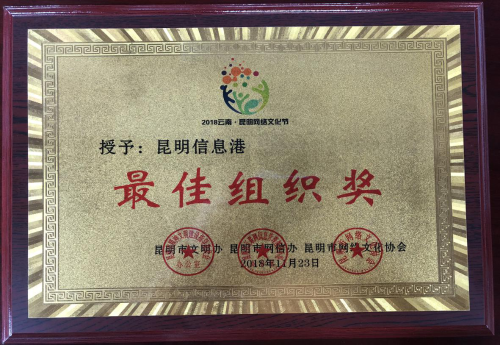 2018云南·昆明网络文化节
授予：昆明信息港
最佳组织奖
昆明市文明办 昆明市网信办 昆明市网络文化协会
2018年11月23日